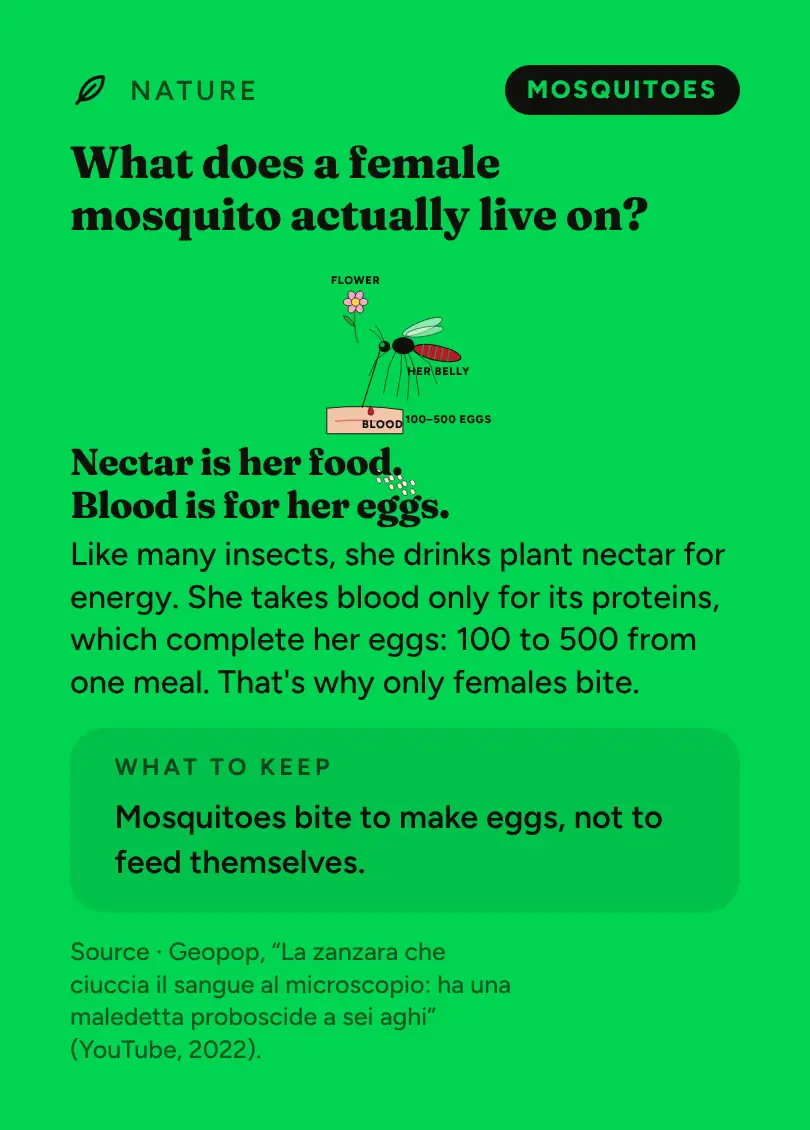 NATURE
MOSQUITOES
What does a female
mosquito actually live on?
FLOWER
HER BELLY
BLOOD
100–500 EGGS
Nectar is her food.
Blood is for her eggs.
Like many insects, she drinks plant nectar for
energy. She takes blood only for its proteins,
which complete her eggs: 100 to 500 from
one meal. That's why only females bite.
WHAT TO KEEP
Mosquitoes bite to make eggs, not to
feed themselves.
Source · Geopop, “La zanzara che
ciuccia il sangue al microscopio: ha una
maledetta proboscide a sei aghi”
(YouTube, 2022).